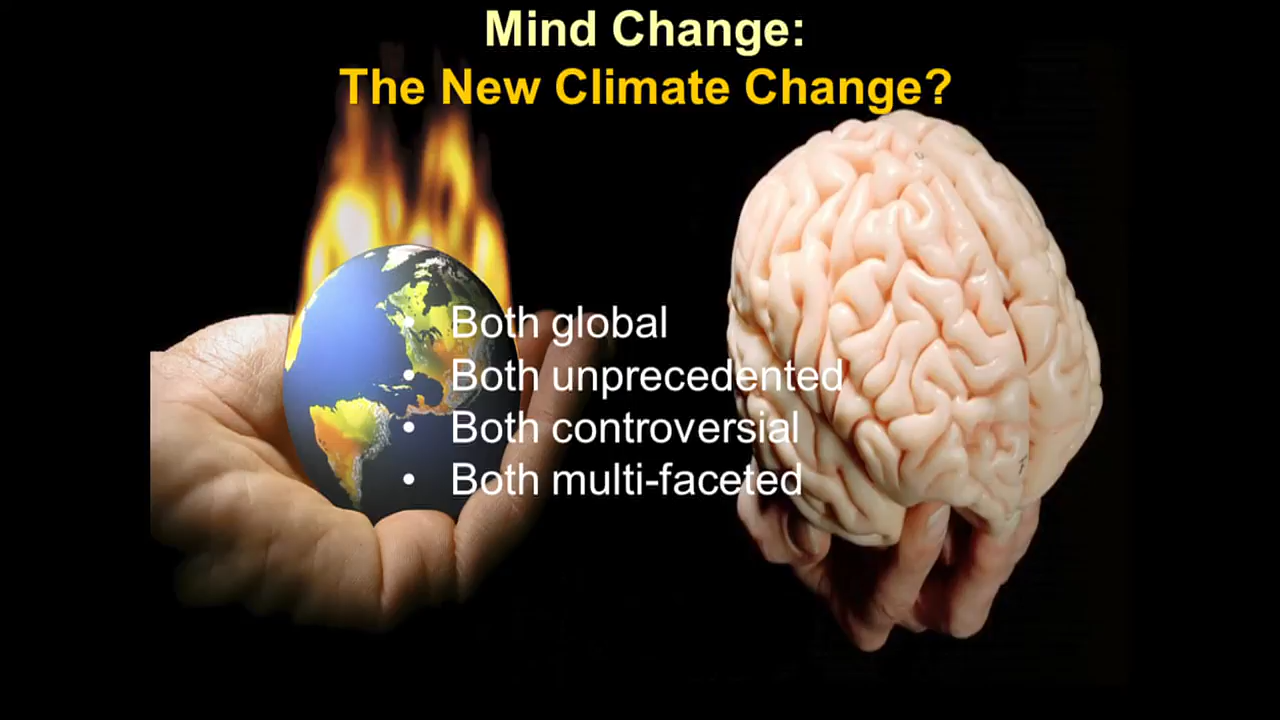 Mind Change:
The New Climate Change?
• Both global
• Both unprecedented
• Both controversial
• Both multi-faceted